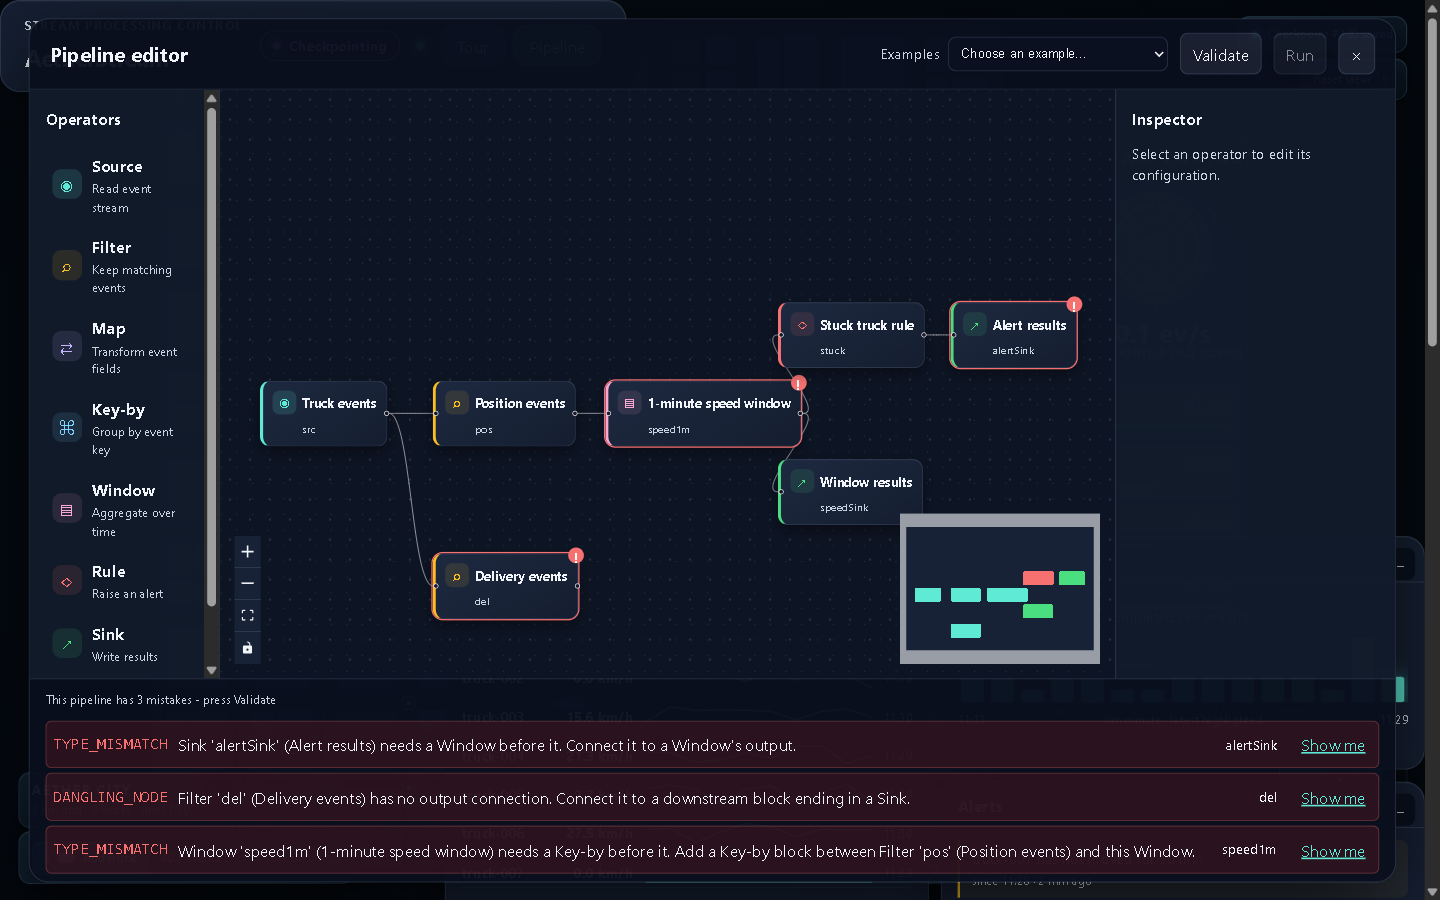 STREAM PROCESSING CONTROL
Checkpointing
Tour
Pipeline
Pipeline editor
Examples
Choose an example...
Validate
Run
×
Operators
Source
Read event
stream
Filter
Keep matching
events
Map
Transform event
fields
Key-by
Group by event
key
Window
Aggregate over
time
Rule
Raise an alert
Sink
Write results
Stuck truck rule
stuck
Alert results
alertSink
Truck events
src
Position events
pos
1-minute speed window
speed1m
Window results
speedSink
Delivery events
del
Inspector
Select an operator to edit its
configuration.
This pipeline has 3 mistakes - press Validate
TYPE_MISMATCH Sink 'alertSink' (Alert results) needs a Window before it. Connect it to a Window's output. alertSink Show me
DANGLING_NODE Filter 'del' (Delivery events) has no output connection. Connect it to a downstream block ending in a Sink. del Show me
TYPE_MISMATCH Window 'speed1m' (1-minute speed window) needs a Key-by before it. Add a Key-by block between Filter 'pos' (Position events) and this Window. speed1m Show me